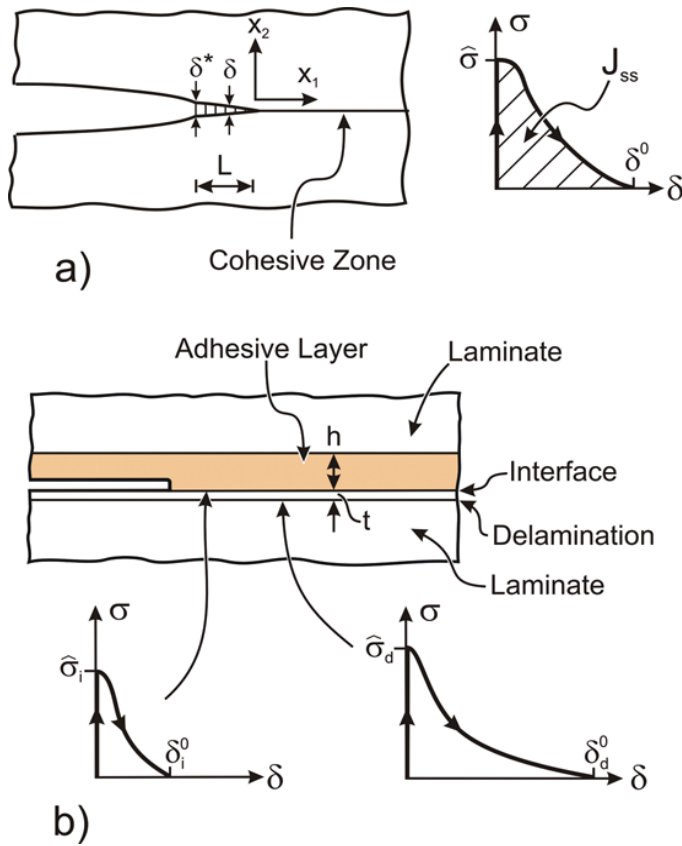 x₂
σ
δ* δ
x₁
σ̂
Jss
L
δ⁰
δ
a)
Cohesive Zone
Adhesive Layer
Laminate
h
Interface
t
Delamination
Laminate
σ
σ
σ̂i
σ̂d
δi⁰
δ
δd⁰
δ
b)